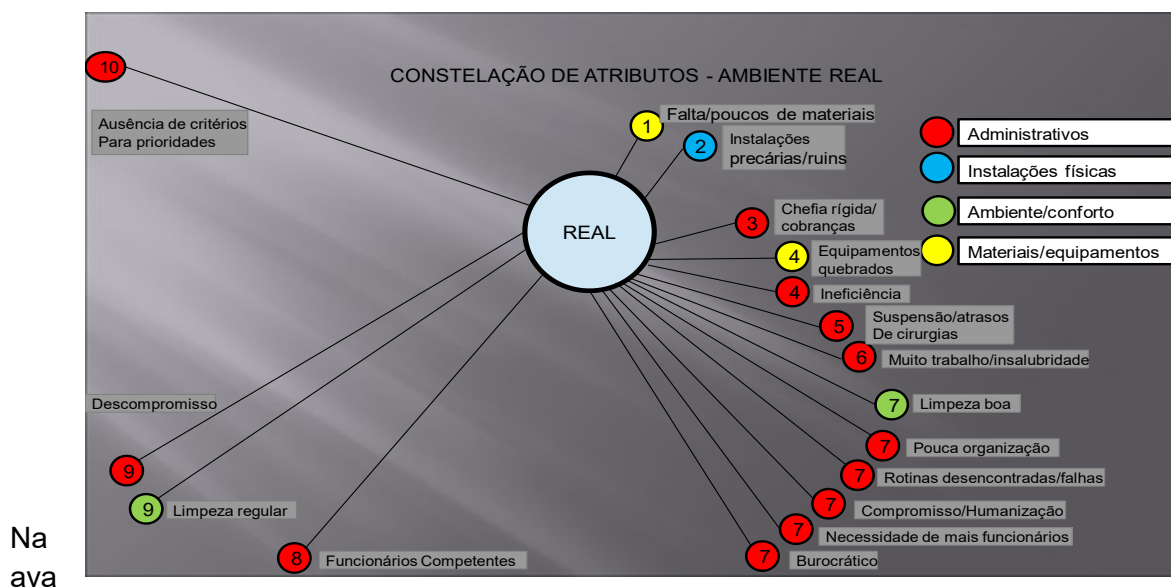 CONSTELAÇÃO DE ATRIBUTOS - AMBIENTE REAL
10
Ausência de critérios
Para prioridades
1
Falta/poucos de materiais
2
Instalações
precárias/ruins
Administrativos
Instalações físicas
Ambiente/conforto
Materiais/equipamentos
REAL
3
Chefia rígida/
cobranças
4
Equipamentos
quebrados
4
Ineficiência
5
Suspensão/atrasos
De cirurgias
6
Muito trabalho/insalubridade
7
Limpeza boa
7
Pouca organização
7
Rotinas desencontradas/falhas
7
Compromisso/Humanização
7
Necessidade de mais funcionários
7
Burocrático
8
Funcionários Competentes
Descompromisso
9
9
Limpeza regular
Na
ava